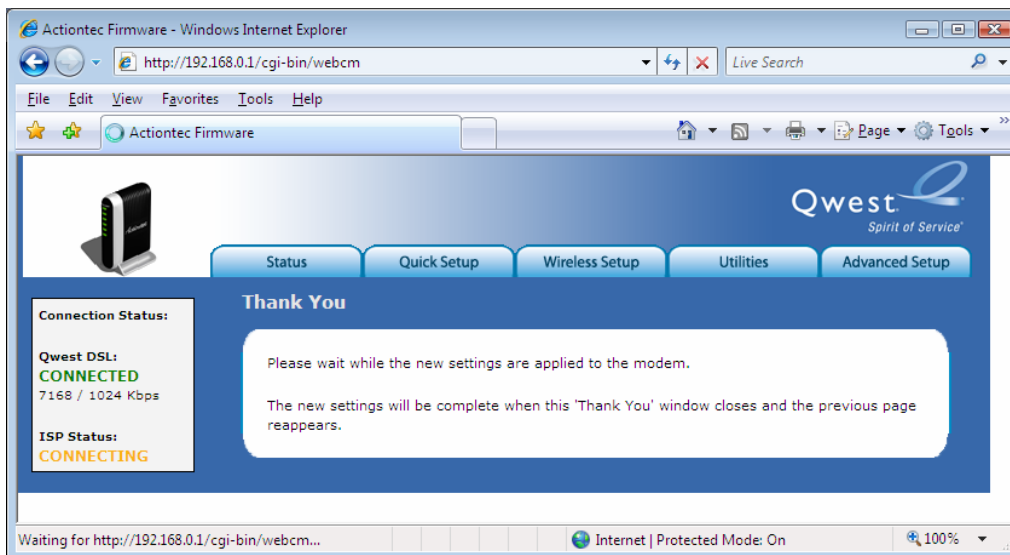 Actiontec Firmware - Windows Internet Explorer
http://192.168.0.1/cgi-bin/webcm
Live Search
File Edit View Favorites Tools Help
Actiontec Firmware
Page Tools »
Qwest
Spirit of Service
Status Quick Setup Wireless Setup Utilities Advanced Setup
Connection Status:
Qwest DSL:
CONNECTED
7168 / 1024 Kbps
ISP Status:
CONNECTING
Thank You
Please wait while the new settings are applied to the modem.
The new settings will be complete when this 'Thank You' window closes and the previous page
reappears.
Waiting for http://192.168.0.1/cgi-bin/webcm...
Internet | Protected Mode: On
100%